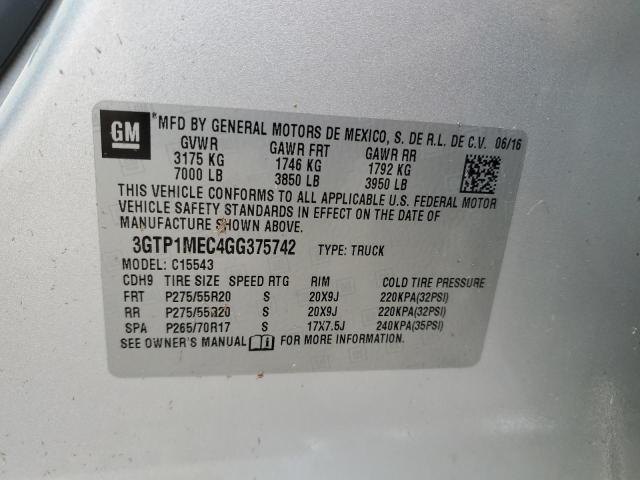 GM *MFD BY GENERAL MOTORS DE MEXICO, S. DE R.L. DE C.V. 06/16
GVWR GAWR FRT GAWR RR
3175 KG 1746 KG 1792 KG
7000 LB 3850 LB 3950 LB
THIS VEHICLE CONFORMS TO ALL APPLICABLE U.S. FEDERAL MOTOR
VEHICLE SAFETY STANDARDS IN EFFECT ON THE DATE OF
MANUFACTURE SHOWN ABOVE.
3GTP1MEC4GG375742 TYPE: TRUCK
MODEL: C15543
CDH9 TIRE SIZE SPEED RTG RIM COLD TIRE PRESSURE
FRT P275/55R20 S 20X9J 220KPA(32PSI)
RR P275/55R20 S 20X9J 220KPA(32PSI)
SPA P265/70R17 S 17X7.5J 240KPA(35PSI)
SEE OWNER'S MANUAL FOR MORE INFORMATION.